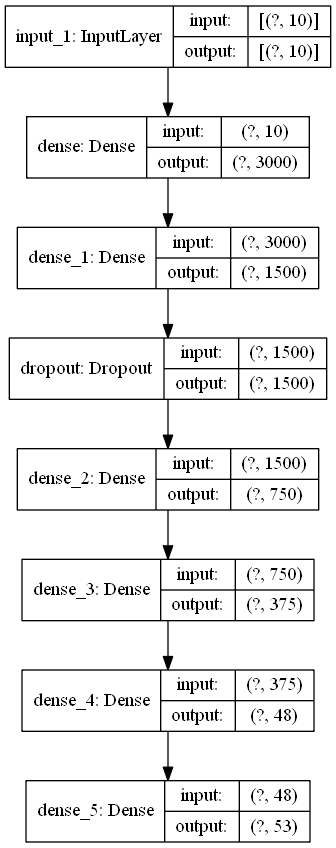 input_1: InputLayer input: [(?, 10)]
output: [(?, 10)]
dense: Dense input: (?, 10)
output: (?, 3000)
dense_1: Dense input: (?, 3000)
output: (?, 1500)
dropout: Dropout input: (?, 1500)
output: (?, 1500)
dense_2: Dense input: (?, 1500)
output: (?, 750)
dense_3: Dense input: (?, 750)
output: (?, 375)
dense_4: Dense input: (?, 375)
output: (?, 48)
dense_5: Dense input: (?, 48)
output: (?, 53)